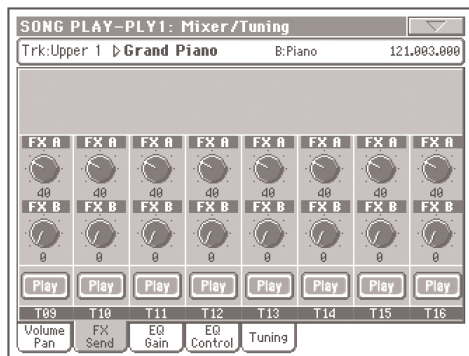 SONG PLAY-PLY1: Mixer/Tuning
Trk:Upper 1 Grand Piano B:Piano 121.003.000
FX A FX A FX A FX A FX A FX A FX A FX A
40 40 40 40 40 40 40 40
FX B FX B FX B FX B FX B FX B FX B FX B
0 0 0 0 0 0 0 0
Play Play Play Play Play Play Play Play
T09 T10 T11 T12 T13 T14 T15 T16
Volume Pan FX Send EQ Gain EQ Control Tuning